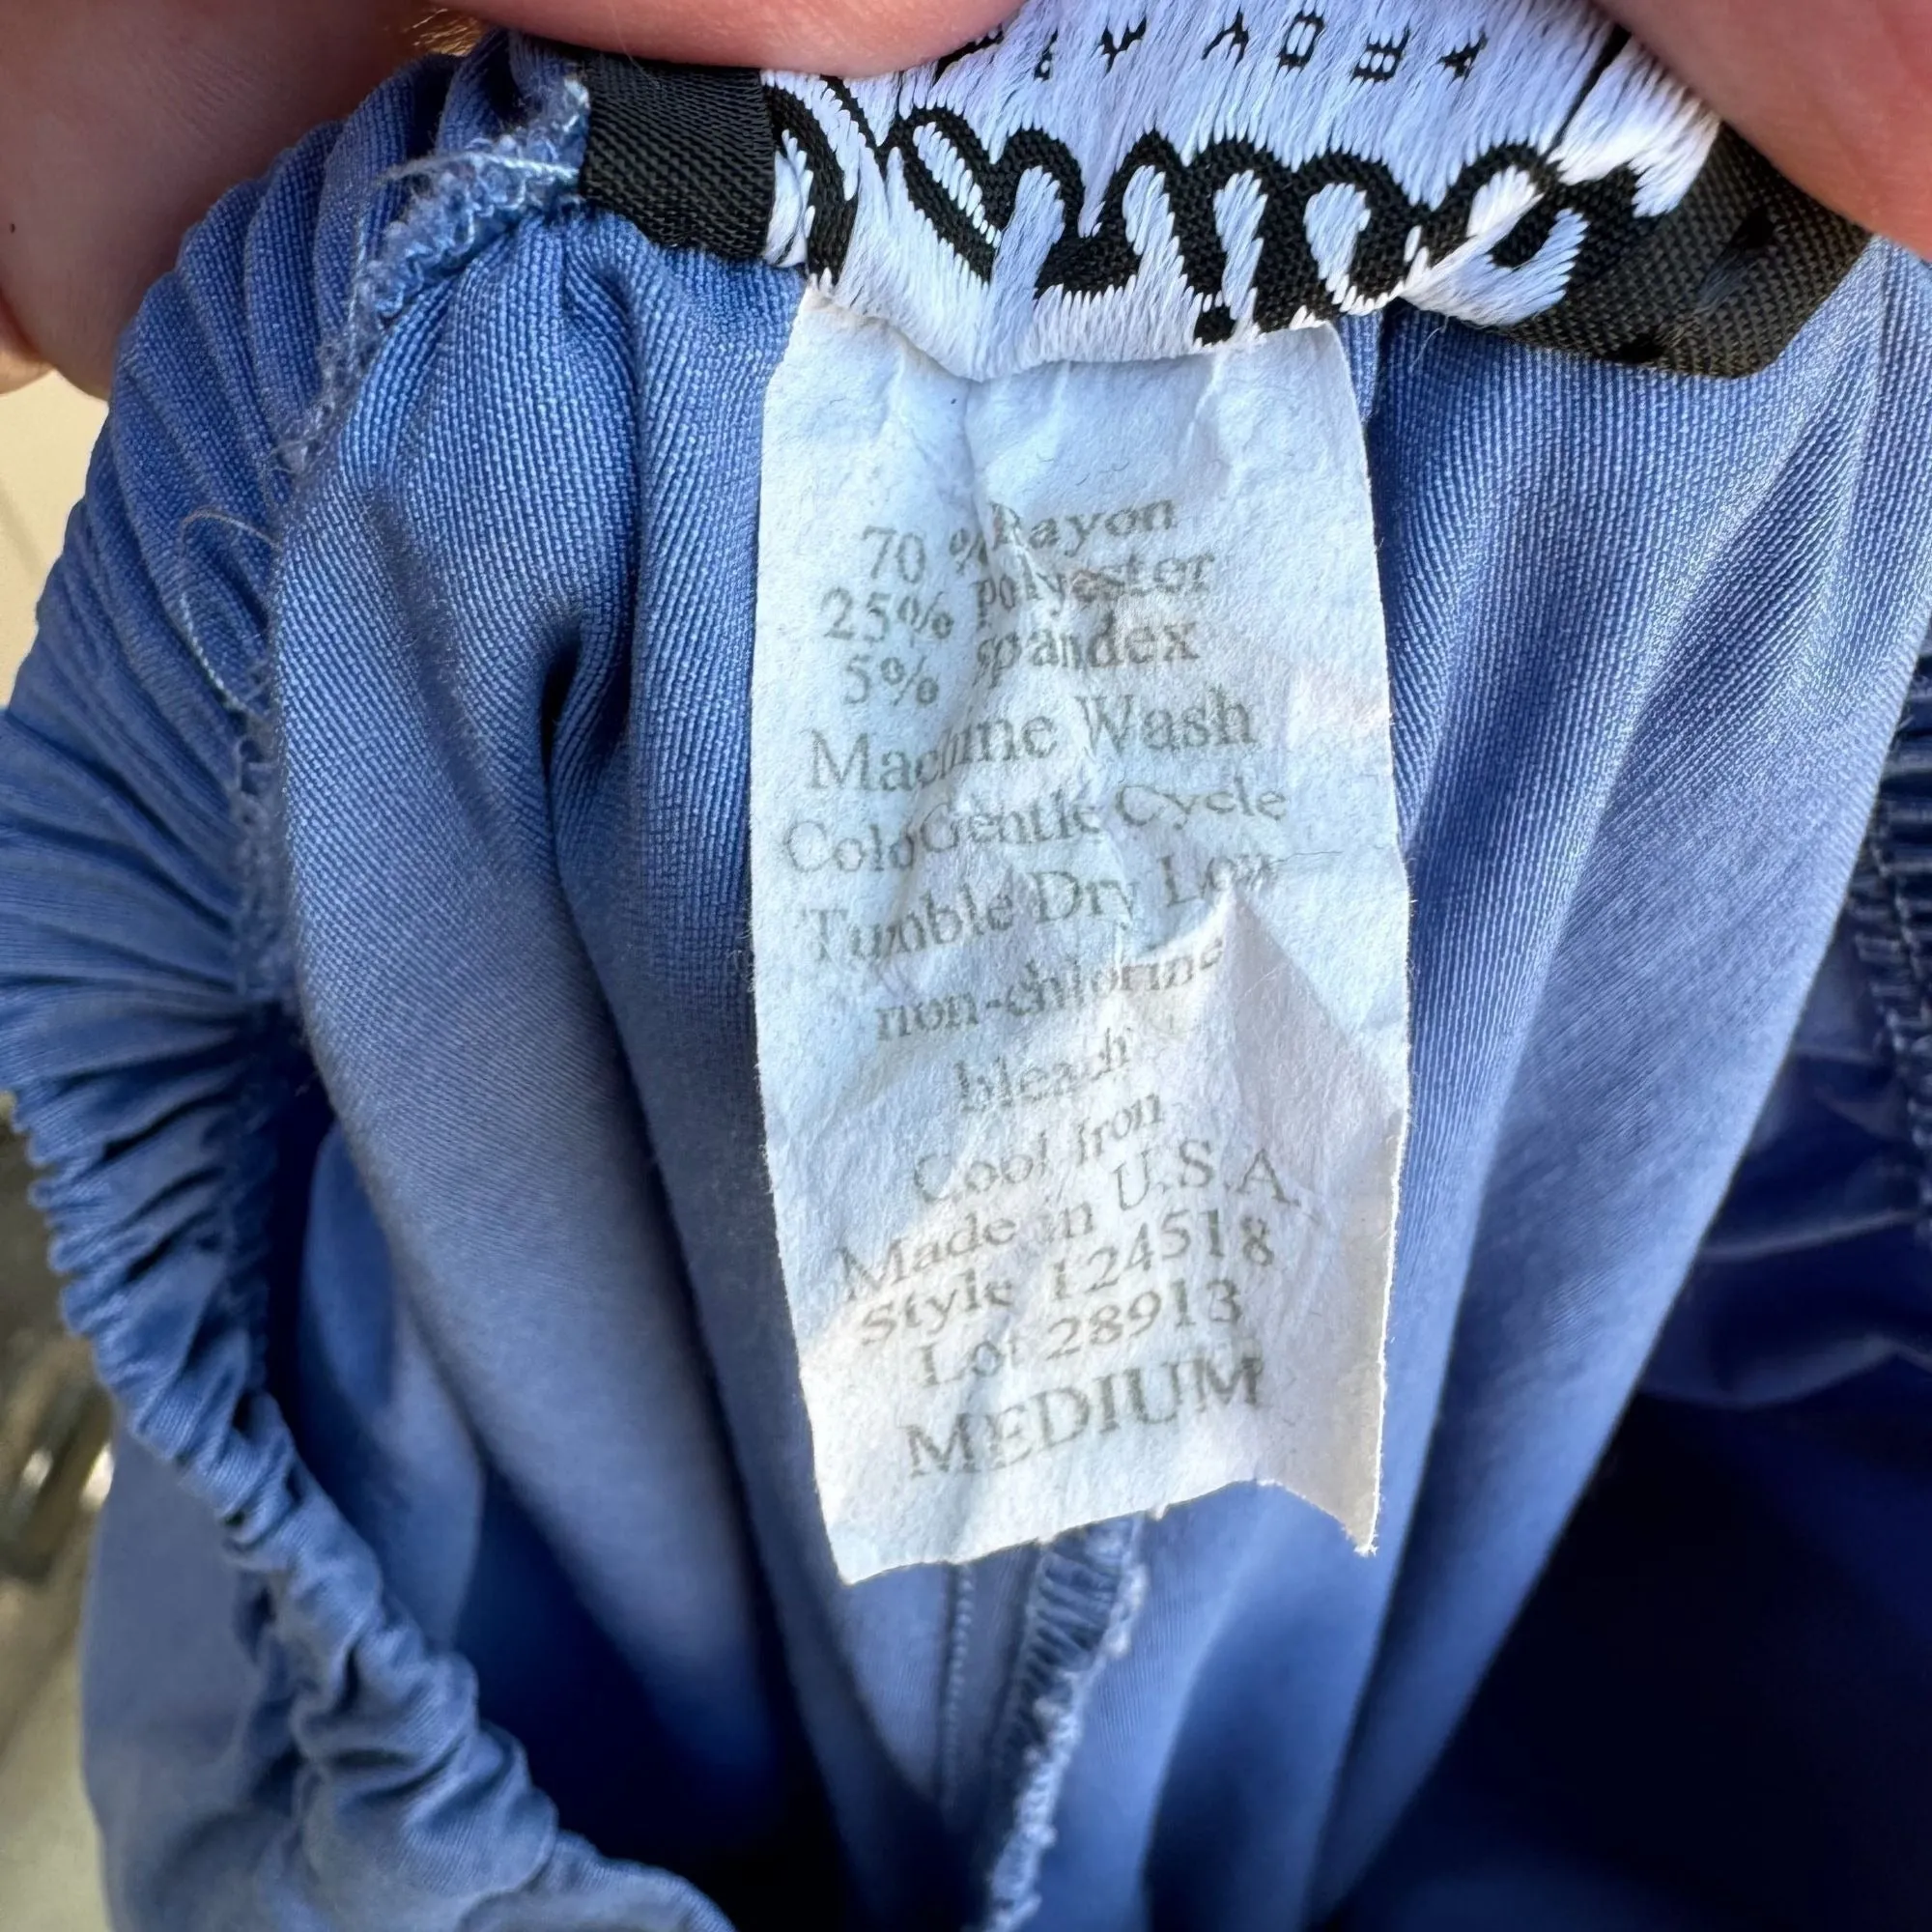 70 % Rayon
25% polyester
5% spandex
Machine Wash
Cold Gentle Cycle
Tumble Dry Low
non-chlorine
bleach
Cool Iron
Made in U.S.A.
Style 124518
Lot 28913
MEDIUM